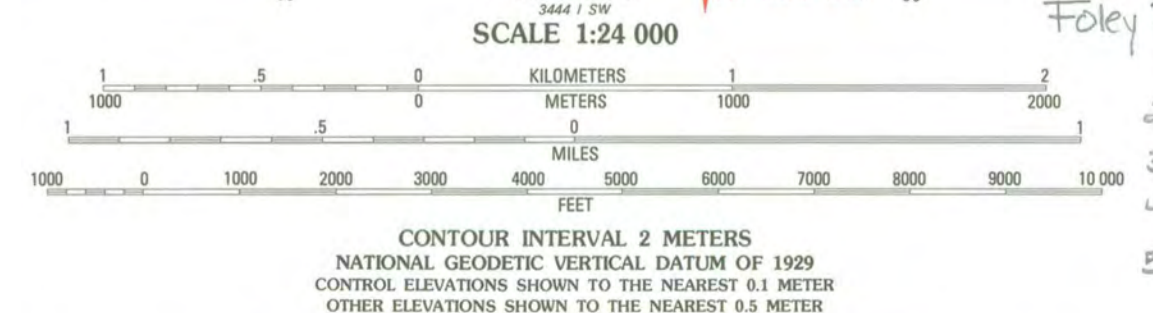 3444 I SW
Foley
SCALE 1:24 000
1 .5 0 KILOMETERS 1 2
1000 0 METERS 1000 2000
1 .5 0 1
MILES
1000 0 1000 2000 3000 4000 5000 6000 7000 8000 9000 10 000
FEET
CONTOUR INTERVAL 2 METERS
NATIONAL GEODETIC VERTICAL DATUM OF 1929
CONTROL ELEVATIONS SHOWN TO THE NEAREST 0.1 METER
OTHER ELEVATIONS SHOWN TO THE NEAREST 0.5 METER